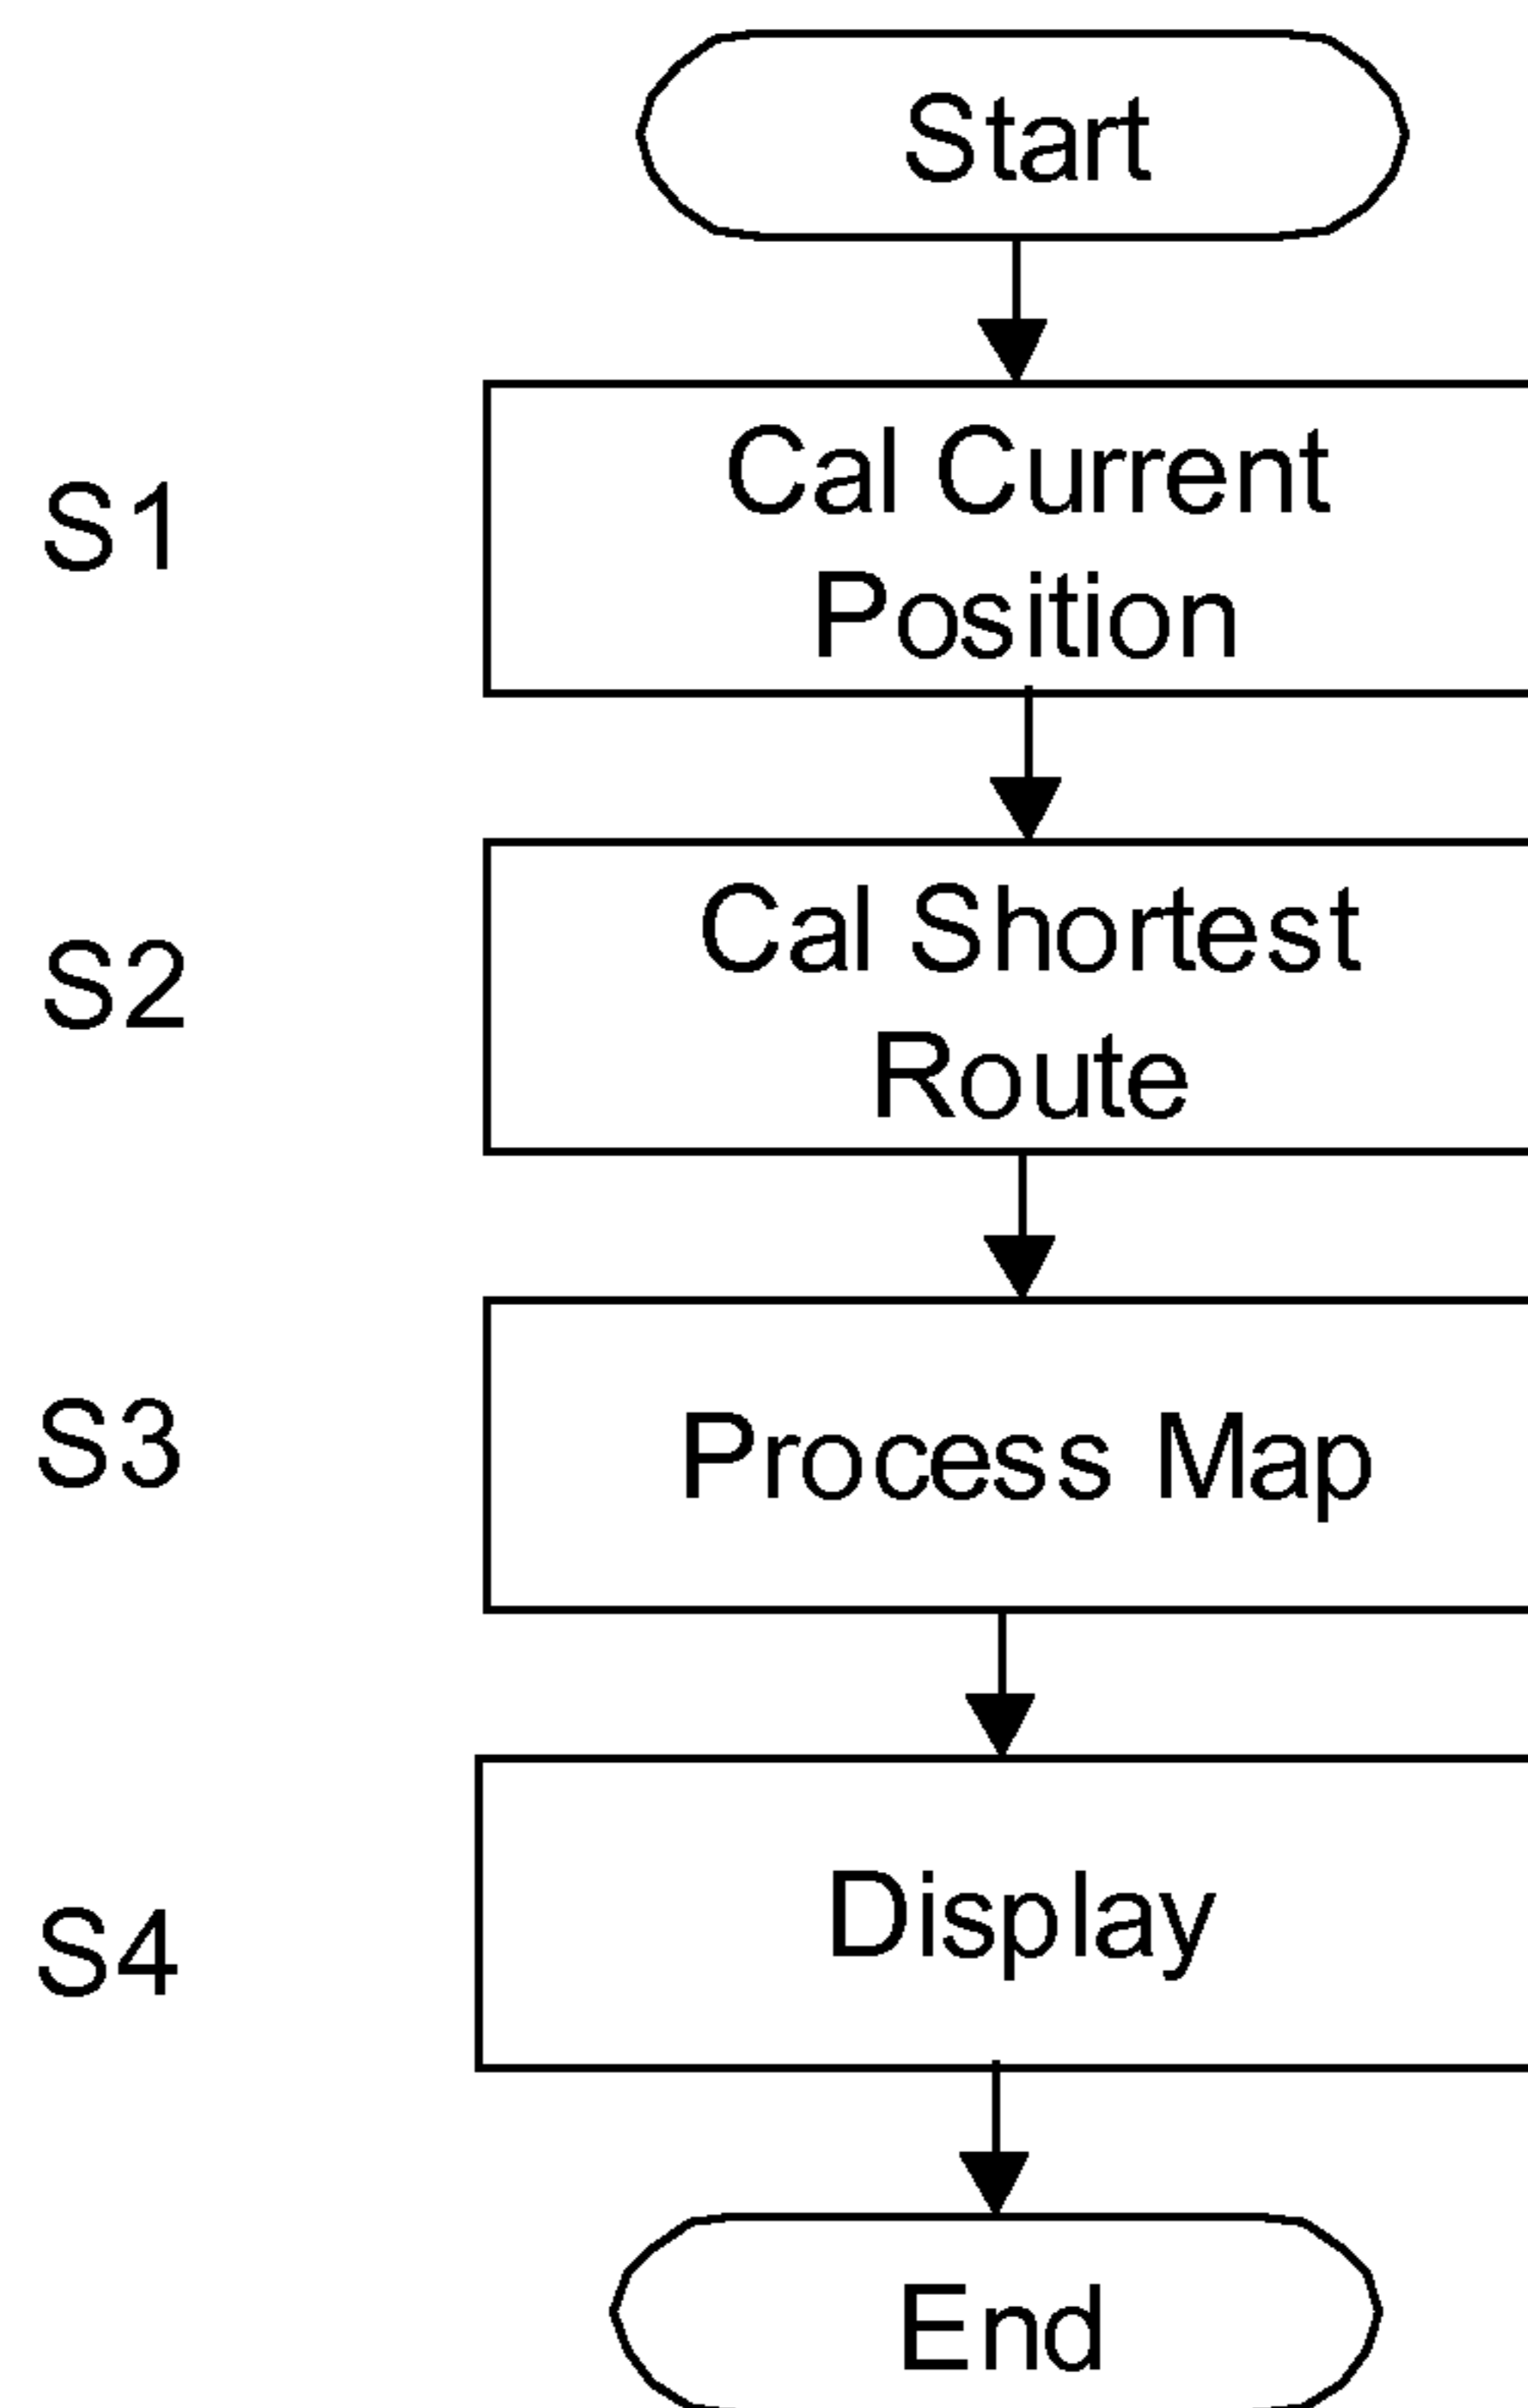 Start
S1
Cal Current
Position
S2
Cal Shortest
Route
S3
Process Map
S4
Display
End